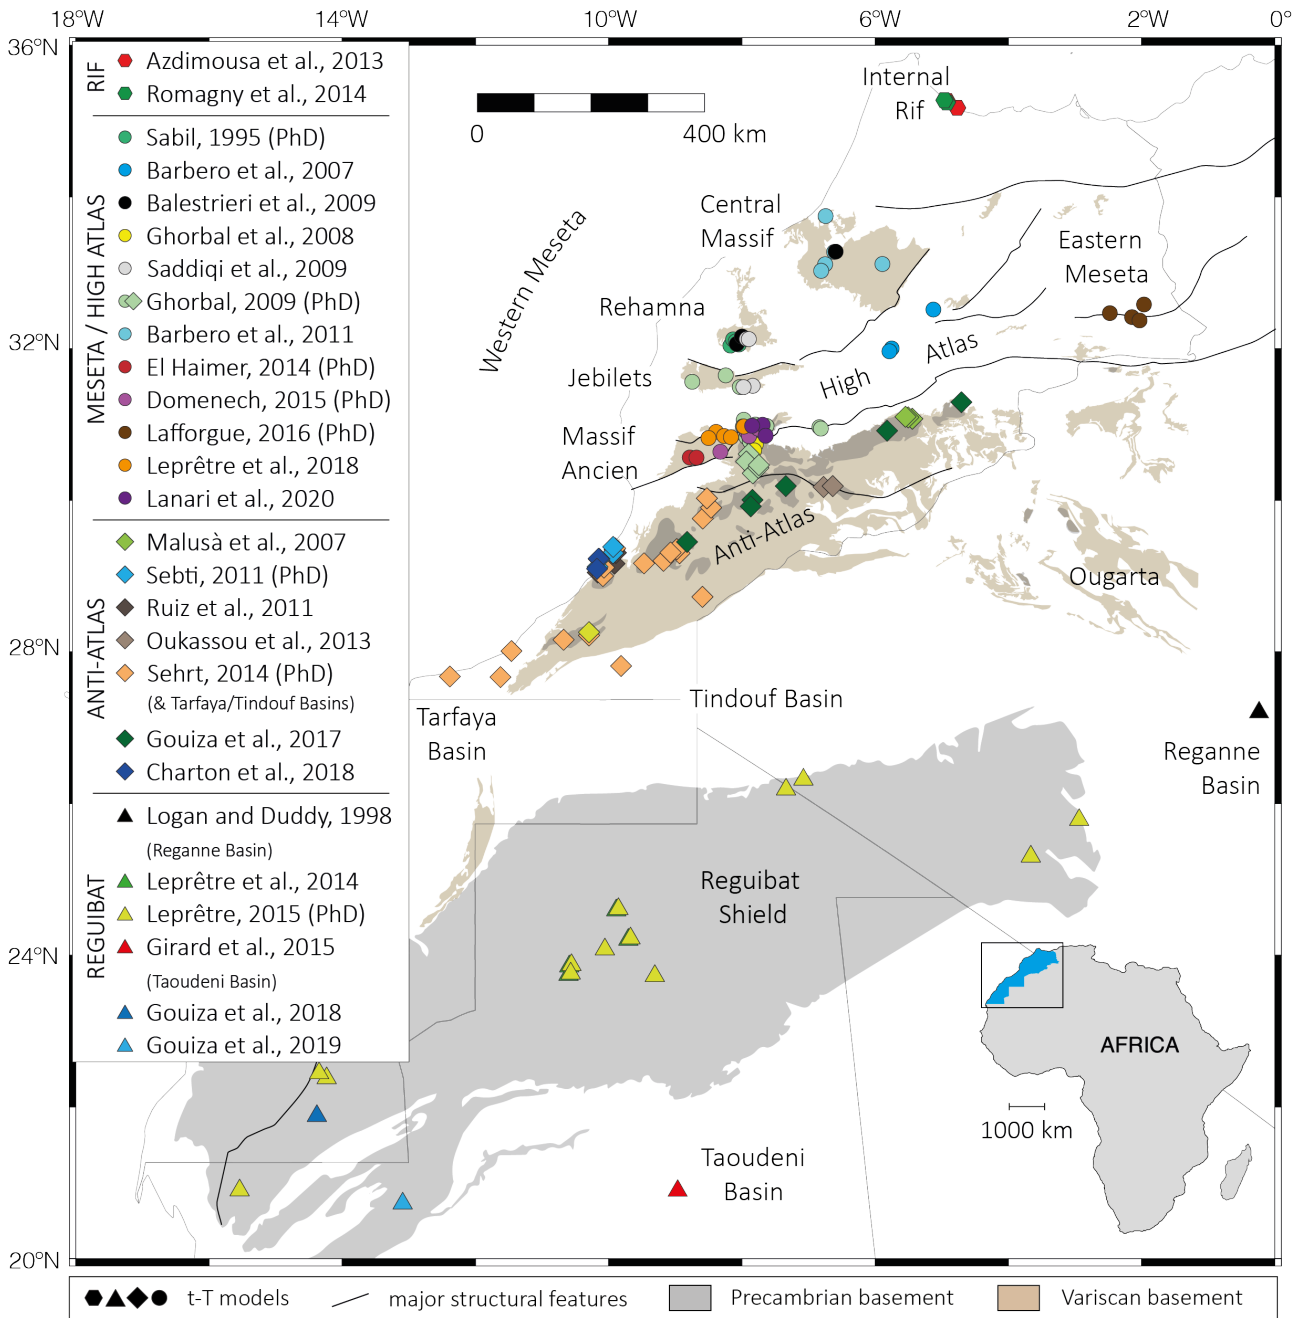 18°W
14°W
10°W
6°W
2°W
0°
36°N
32°N
28°N
24°N
20°N
RIF
Azdimousa et al., 2013
Romagny et al., 2014
MESETA / HIGH ATLAS
Sabil, 1995 (PhD)
Barbero et al., 2007
Balestrieri et al., 2009
Ghorbal et al., 2008
Saddiqi et al., 2009
Ghorbal, 2009 (PhD)
Barbero et al., 2011
El Haimer, 2014 (PhD)
Domenech, 2015 (PhD)
Lafforgue, 2016 (PhD)
Leprêtre et al., 2018
Lanari et al., 2020
ANTI-ATLAS
Malusà et al., 2007
Sebti, 2011 (PhD)
Ruiz et al., 2011
Oukassou et al., 2013
Sehrt, 2014 (PhD)
(& Tarfaya/Tindouf Basins)
Gouiza et al., 2017
Charton et al., 2018
REGUIBAT
Logan and Duddy, 1998
(Reganne Basin)
Leprêtre et al., 2014
Leprêtre, 2015 (PhD)
Girard et al., 2015
(Taoudeni Basin)
Gouiza et al., 2018
Gouiza et al., 2019
0
400 km
Internal
Rif
Central
Massif
Western Meseta
Eastern
Meseta
Rehamna
Jebilets
High
Atlas
Massif
Ancien
Anti-Atlas
Ougarta
Tindouf Basin
Tarfaya
Basin
Reganne
Basin
Reguibat
Shield
Taoudeni
Basin
AFRICA
1000 km
t-T models
major structural features
Precambrian basement
Variscan basement